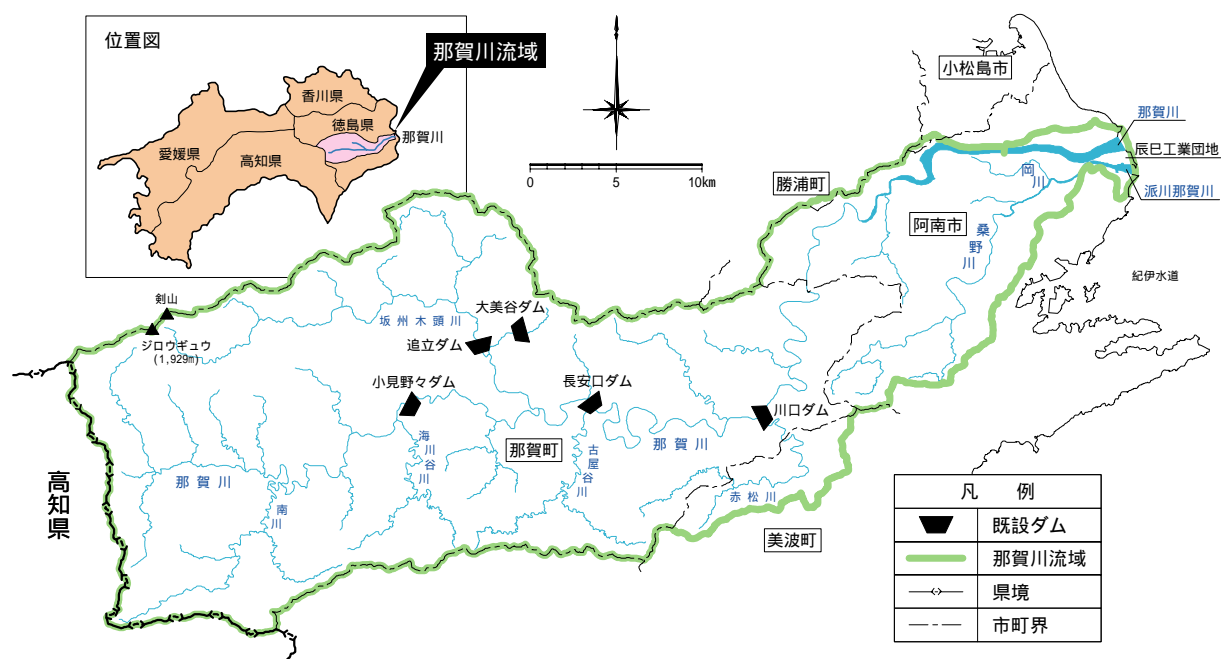 位置図
那賀川流域
香川県
徳島県
那賀川
愛媛県
高知県
0 5 10km
小松島市
那賀川
辰巳工業団地
派川那賀川
勝浦町
岡川
阿南市
桑野川
紀伊水道
剣山
ジロウギュウ
(1,929m)
坂州木頭川
大美谷ダム
追立ダム
小見野々ダム
長安口ダム
川口ダム
海川谷川
那賀町
古屋谷川
那賀川
那賀川
南川
赤松川
美波町
高知県
凡 例
既設ダム
那賀川流域
県境
市町界